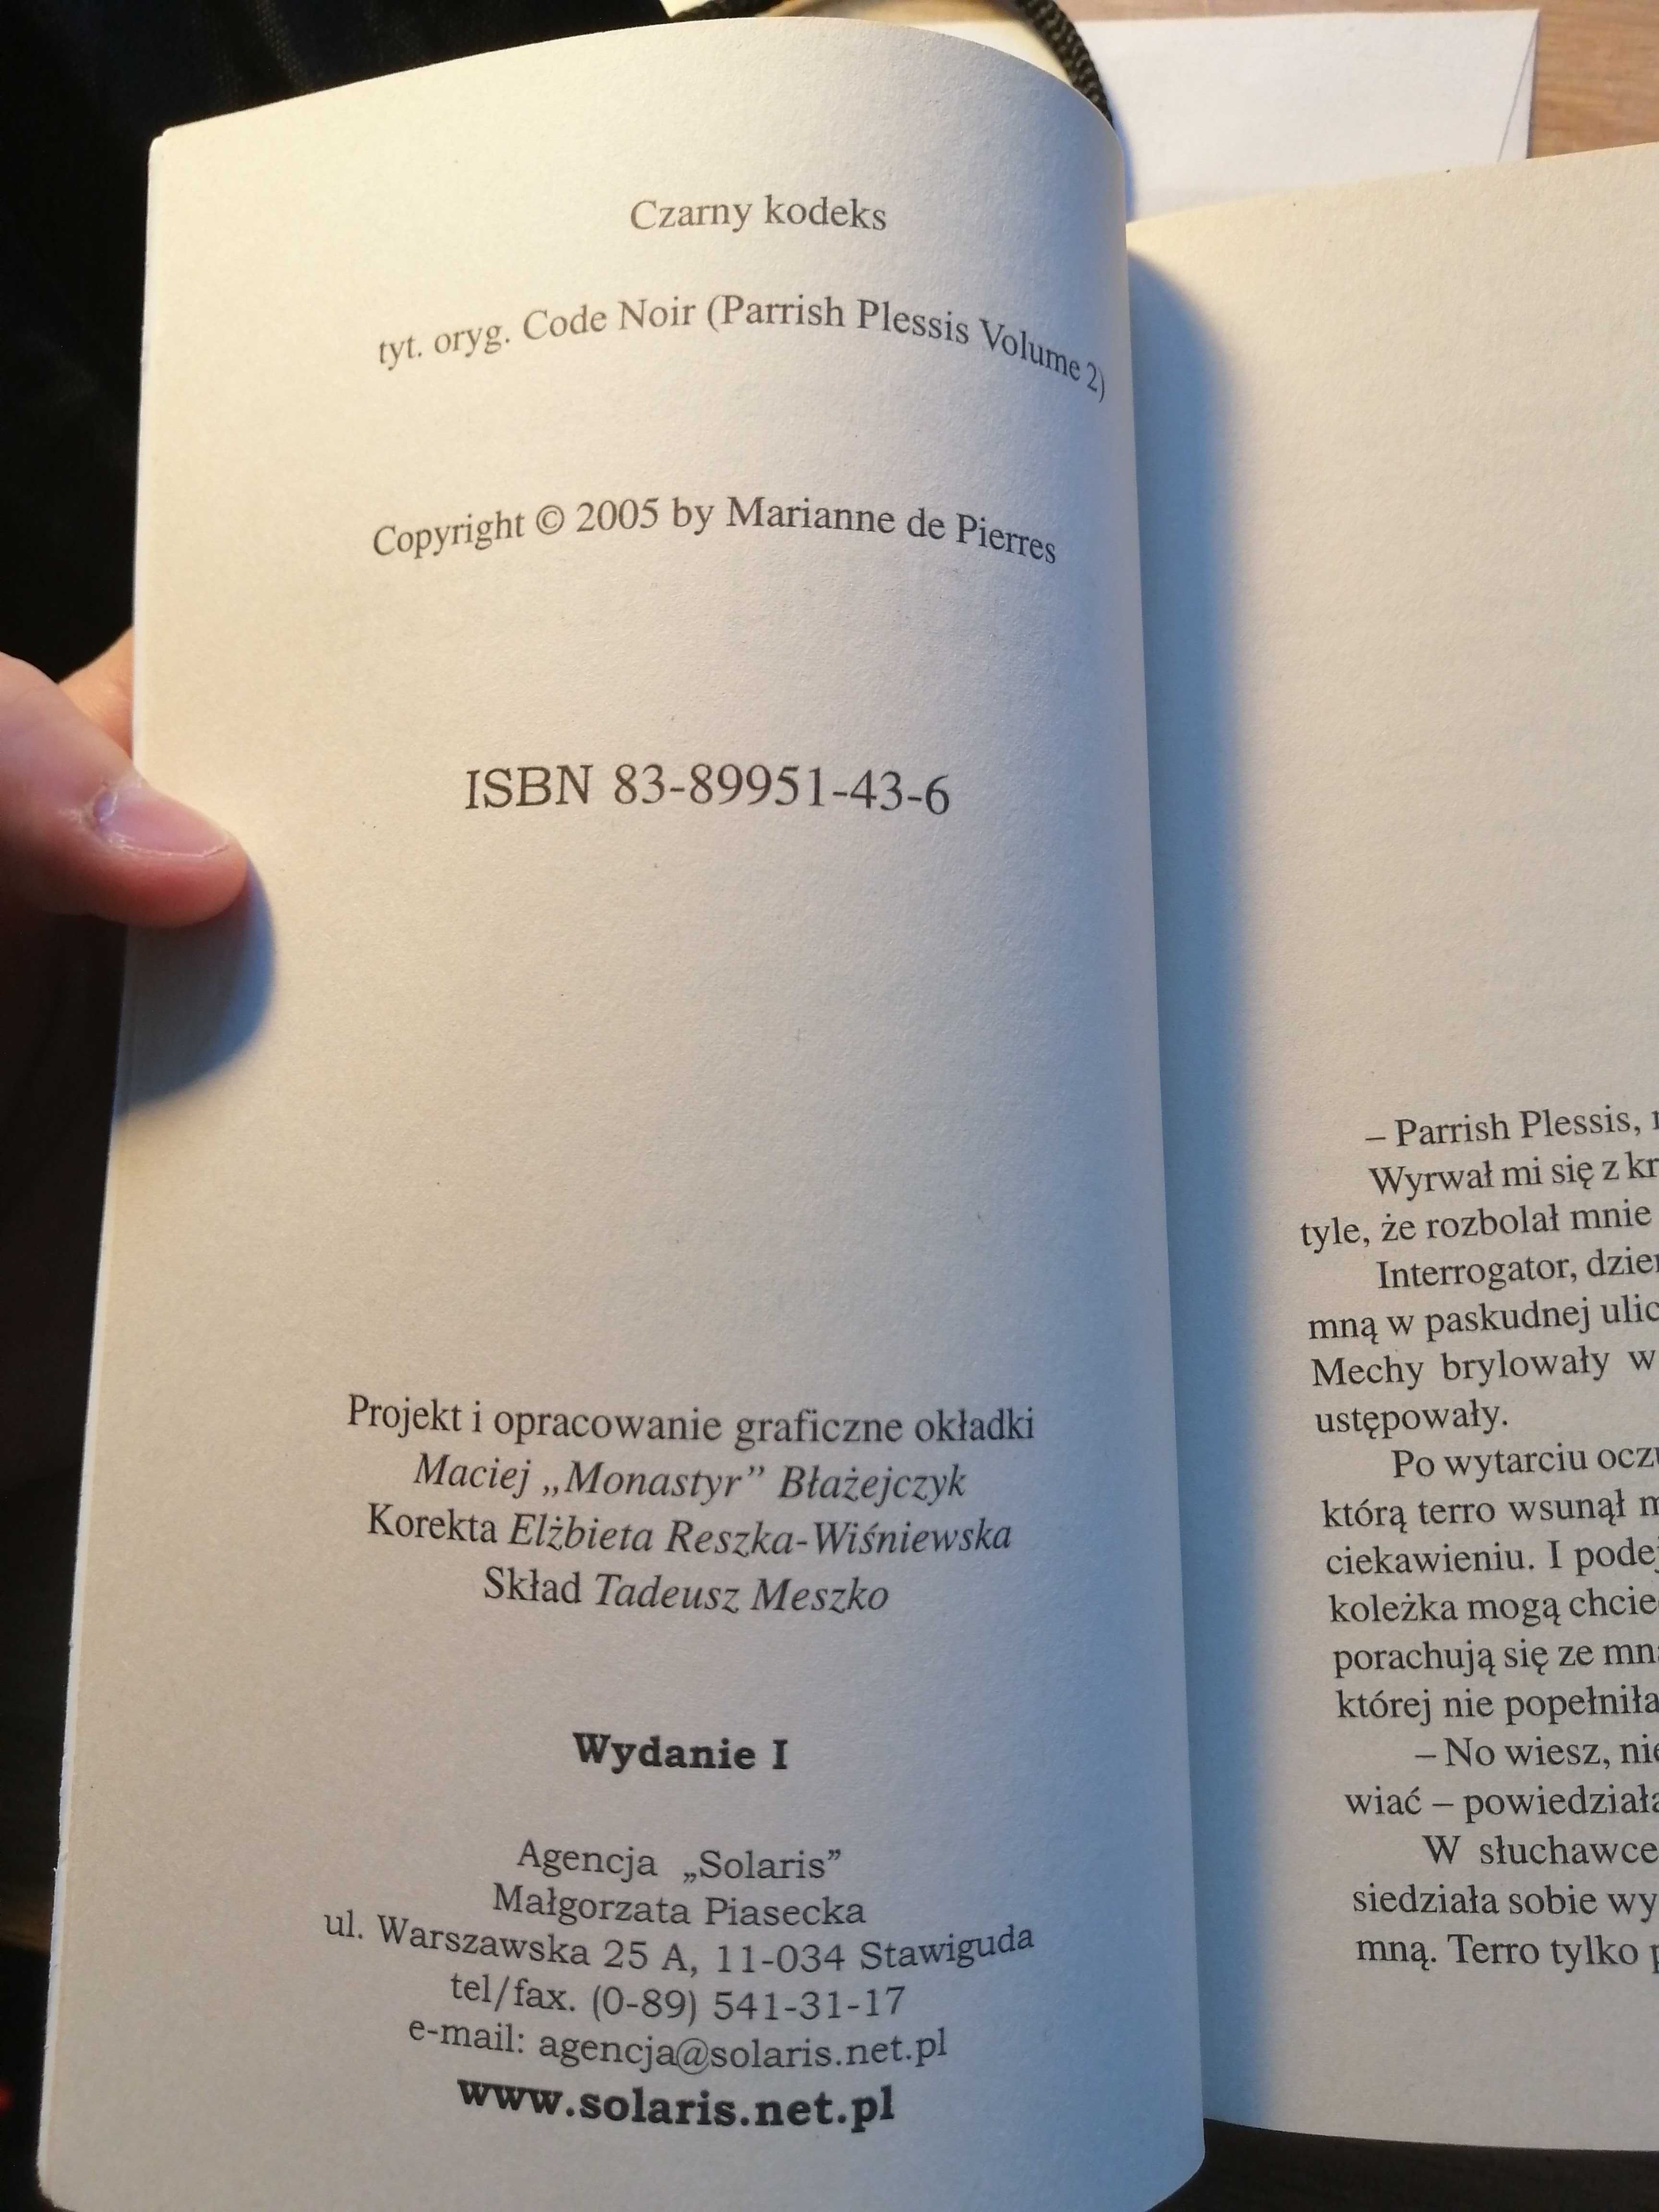 Czarny kodeks
tyt. oryg. Code Noir (Parrish Plessis Volume 2)
Copyright © 2005 by Marianne de Pierres
ISBN 83-89951-43-6
Projekt i opracowanie graficzne okładki
Maciej „Monastyr” Błażejczyk
Korekta Elżbieta Reszka-Wiśniewska
Skład Tadeusz Meszko
Wydanie I
Agencja „Solaris”
Małgorzata Piasecka
ul. Warszawska 25 A, 11-034 Stawiguda
tel/fax. (0-89) 541-31-17
e-mail: agencja@solaris.net.pl
www.solaris.net.pl
– Parrish Plessis,
Wyrwał mi się z
tyle, że rozbolał mnie
Interrogator,
mną w paskudnej
Mechy brylowały w
ustępowały.
Po wytarciu
którą terro wsunął
ciekawieniu. I
koleżka mogą
porachują się ze
której nie
– No wiesz,
wiać – powiedziała
W słuchawce
siedziała sobie
mną. Terro tylko